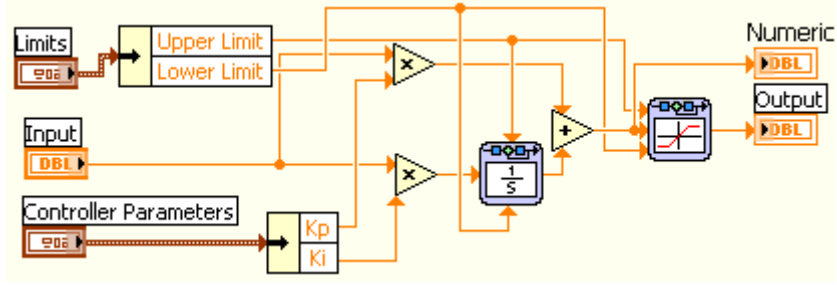 Limits
Upper Limit
Lower Limit
Numeric
DBL
Output
DBL
Input
DBL
×
×
+
1
s
Controller Parameters
Kp
Ki